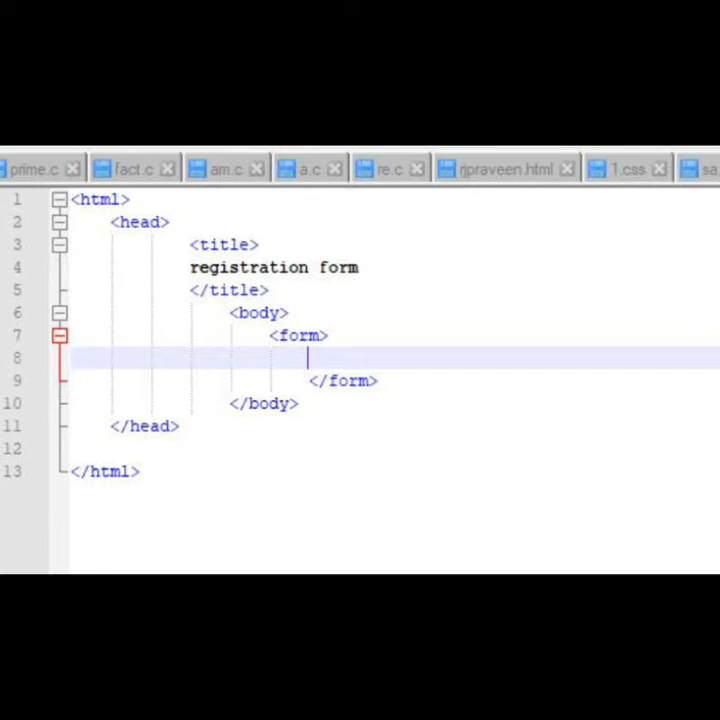 prime.c fact.c am.c a.c re.c rjpraveen.html 1.css sa
1 <html>
2 <head>
3 <title>
4 registration form
5 </title>
6 <body>
7 <form>
8
9 </form>
10 </body>
11 </head>
12
13 </html>